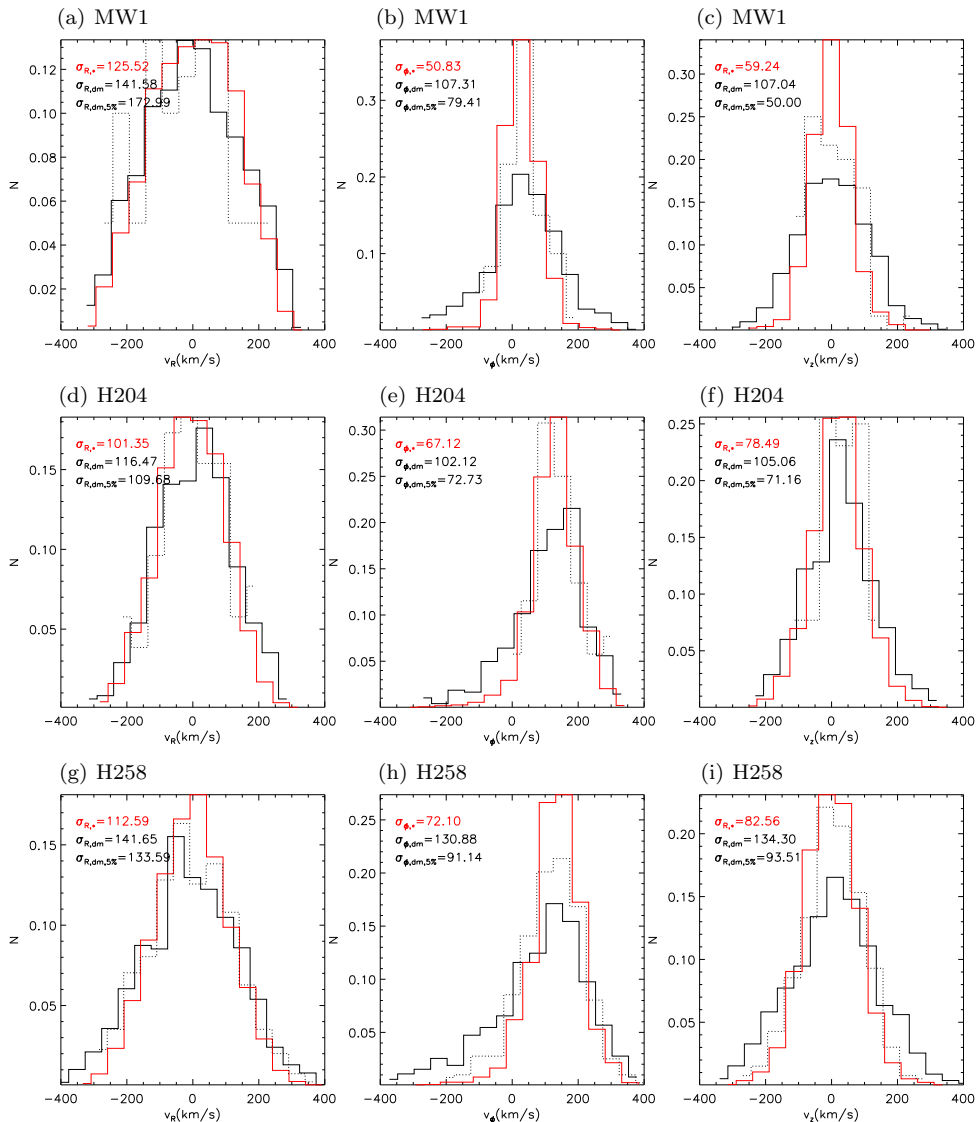 (a) MW1
(b) MW1
(c) MW1
σR,*=125.52
σR,dm=141.58
σR,dm,5%=172.99
σϕ,*=50.83
σϕ,dm=107.31
σϕ,dm,5%=79.41
σR,*=59.24
σR,dm=107.04
σR,dm,5%=50.00
N
0.12
0.10
0.08
0.06
0.04
0.02
N
0.3
0.2
0.1
N
0.30
0.25
0.20
0.15
0.10
0.05
−400 −200 0 200 400
vR(km/s)
−400 −200 0 200 400
vϕ(km/s)
−400 −200 0 200 400
vz(km/s)
(d) H204
(e) H204
(f) H204
σR,*=101.35
σR,dm=116.47
σR,dm,5%=109.68
σϕ,*=67.12
σϕ,dm=102.12
σϕ,dm,5%=72.73
σR,*=78.49
σR,dm=105.06
σR,dm,5%=71.16
N
0.15
0.10
0.05
N
0.30
0.25
0.20
0.15
0.10
0.05
N
0.25
0.20
0.15
0.10
0.05
−400 −200 0 200 400
vR(km/s)
−400 −200 0 200 400
vϕ(km/s)
−400 −200 0 200 400
vz(km/s)
(g) H258
(h) H258
(i) H258
σR,*=112.59
σR,dm=141.65
σR,dm,5%=133.59
σϕ,*=72.10
σϕ,dm=130.88
σϕ,dm,5%=91.14
σR,*=82.56
σR,dm=134.30
σR,dm,5%=93.51
N
0.15
0.10
0.05
N
0.25
0.20
0.15
0.10
0.05
N
0.20
0.15
0.10
0.05
−400 −200 0 200 400
vR(km/s)
−400 −200 0 200 400
vϕ(km/s)
−400 −200 0 200 400
vz(km/s)